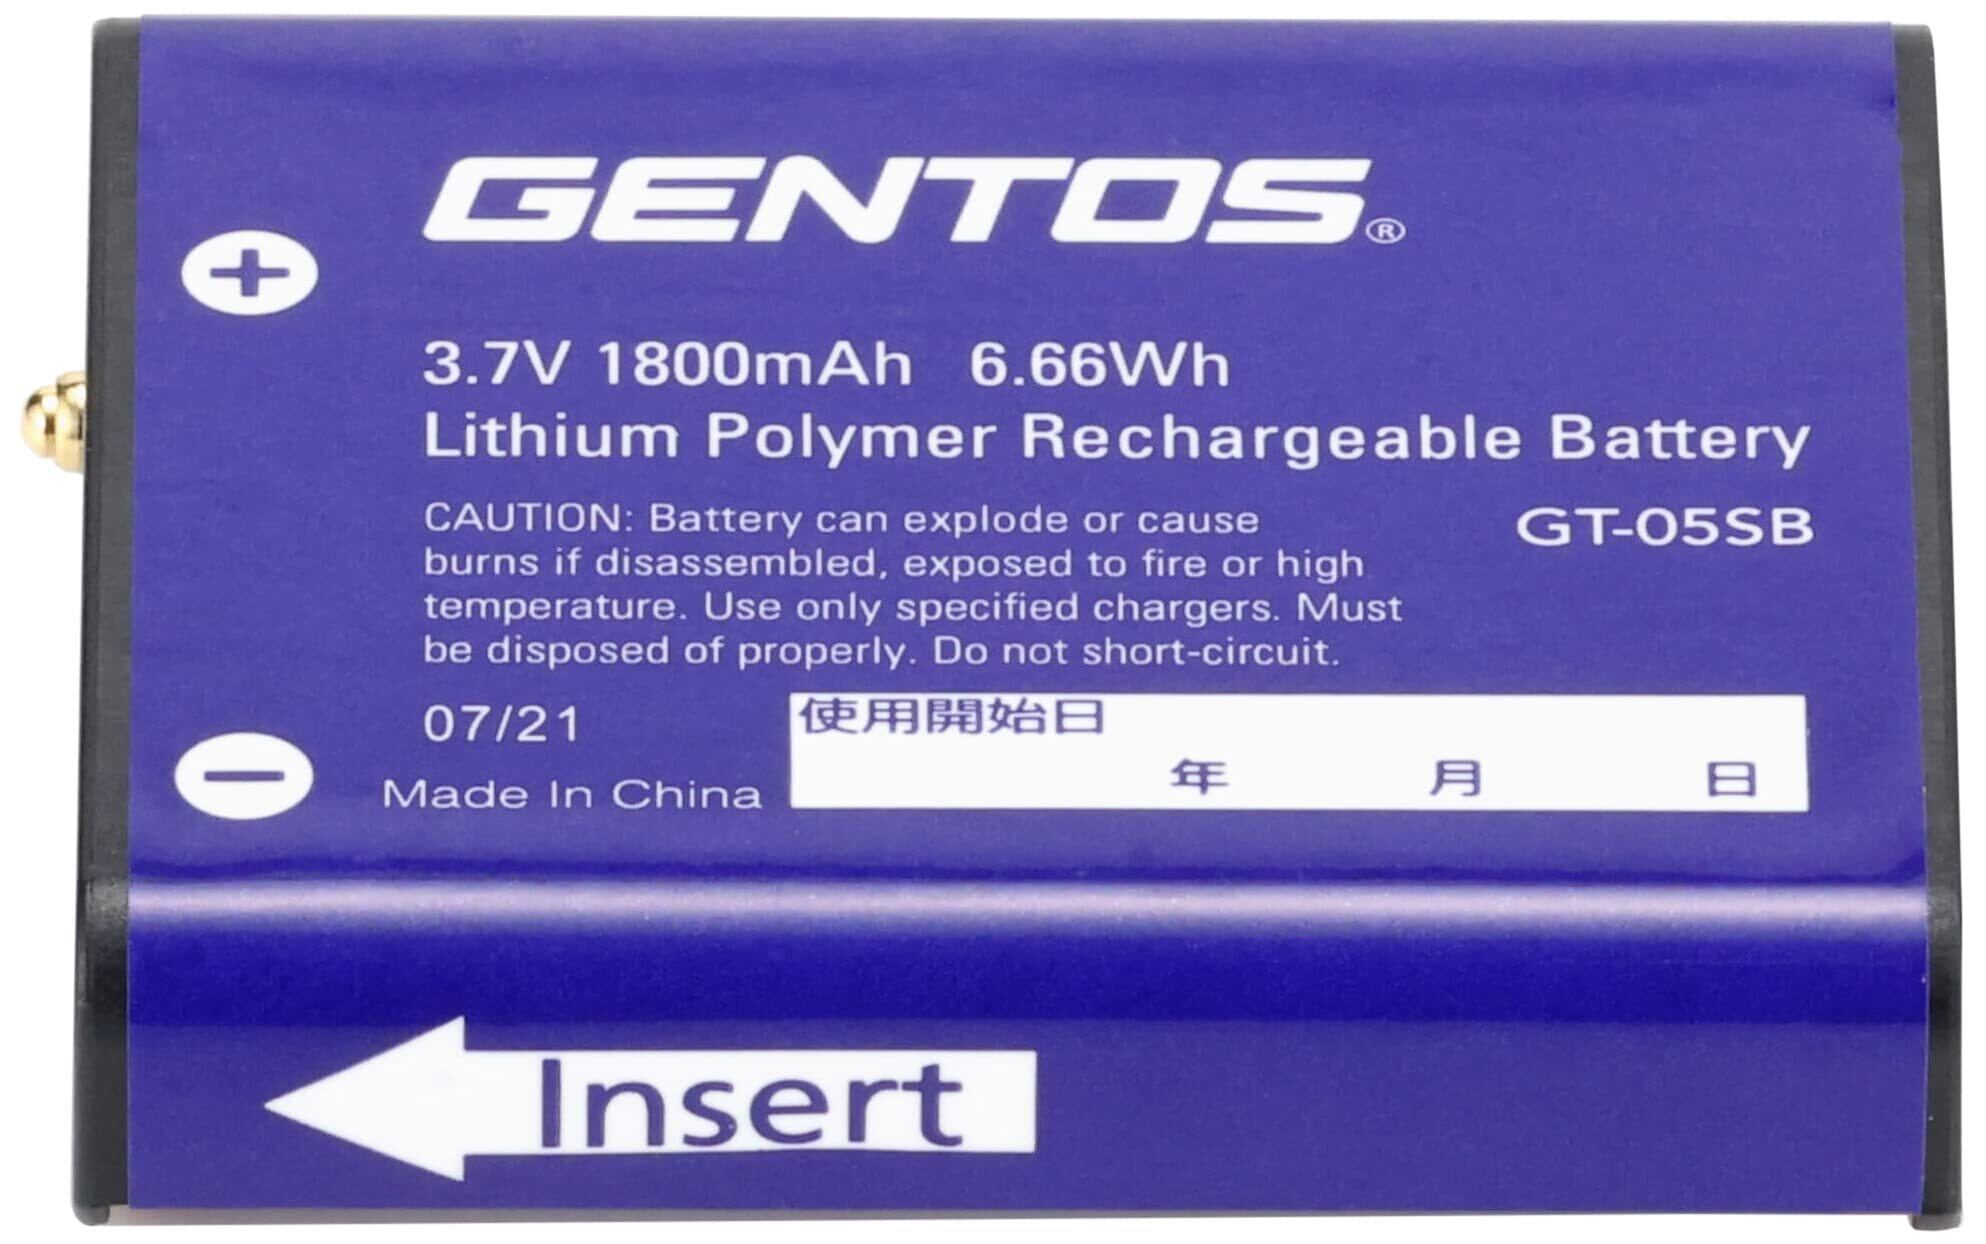 GENTOS®
+
3.7V 1800mAh 6.66Wh
Lithium Polymer Rechargeable Battery
CAUTION: Battery can explode or cause
burns if disassembled, exposed to fire or high
temperature. Use only specified chargers. Must
be disposed of properly. Do not short-circuit.
GT-05SB
07/21
−
Made In China
使用開始日
年 月 日
Insert